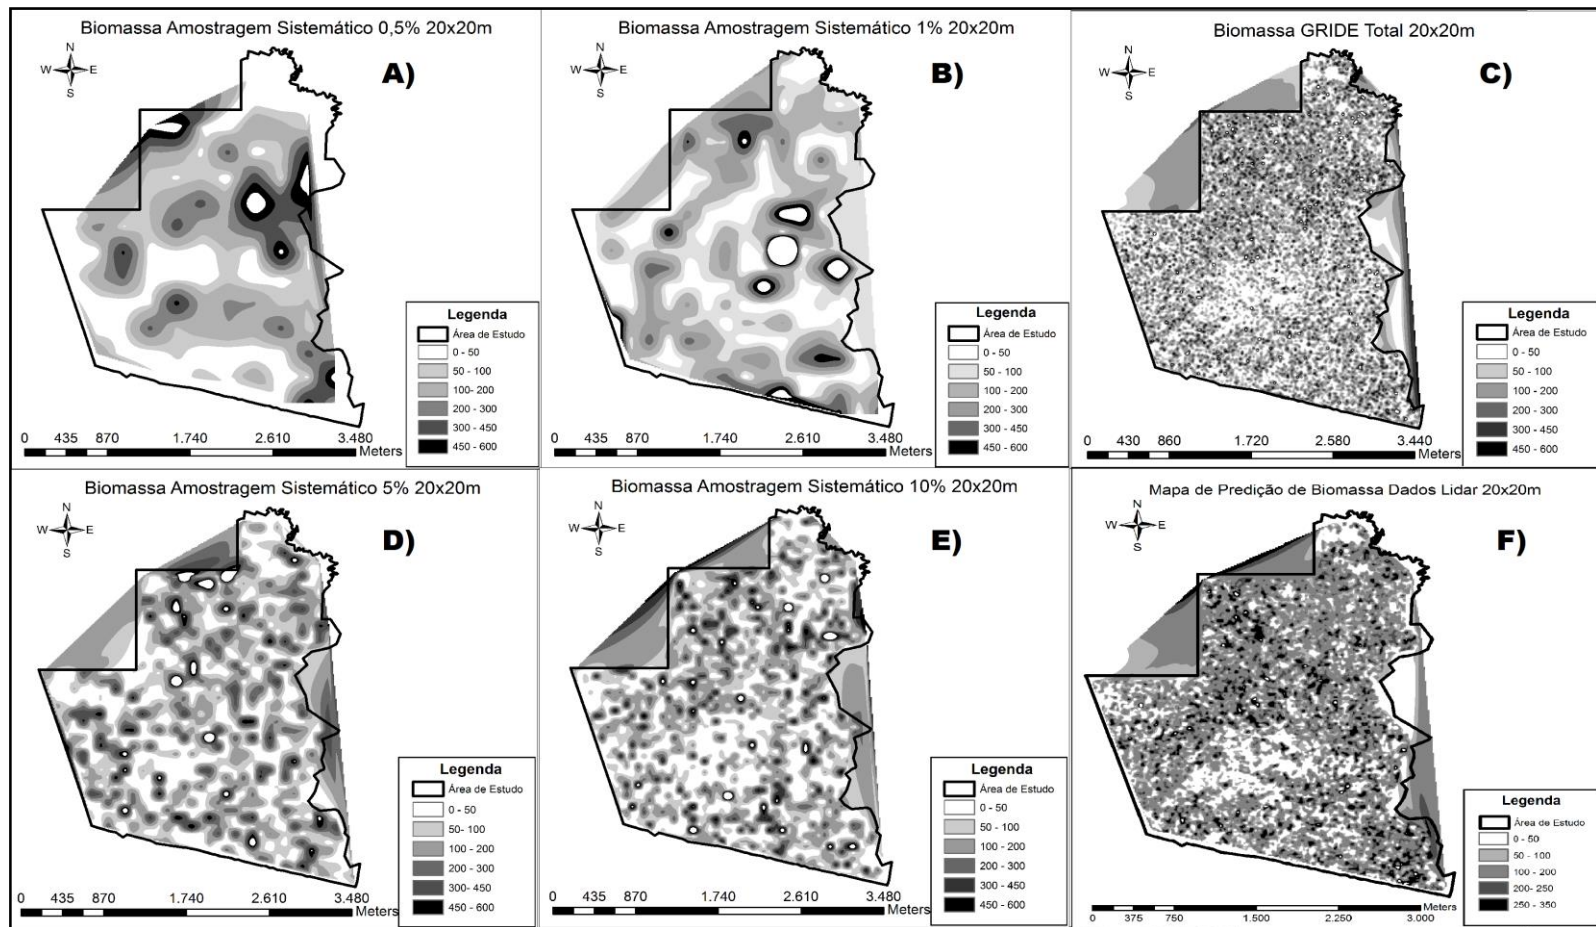 Biomassa Amostragem Sistemático 0,5% 20x20m
N
W E
S
A)
Legenda
Área de Estudo
0 - 50
50 - 100
100- 200
200 - 300
300 - 450
450 - 600
0 435 870 1.740 2.610 3.480
Meters
Biomassa Amostragem Sistemático 1% 20x20m
N
W E
S
B)
Legenda
Área de Estudo
0 - 50
50 - 100
100 - 200
200 - 300
300 - 450
450 - 600
0 435 870 1.740 2.610 3.480
Meters
Biomassa GRIDE Total 20x20m
N
W E
S
C)
Legenda
Área de Estudo
0 - 50
50 - 100
100 - 200
200 - 300
300 - 450
450 - 600
0 430 860 1.720 2.580 3.440
Meters
Biomassa Amostragem Sistemático 5% 20x20m
N
W E
S
D)
Legenda
Área de Estudo
0 - 50
50- 100
100 - 200
200 - 300
300- 450
450 - 600
0 435 870 1.740 2.610 3.480
Meters
Biomassa Amostragem Sistemático 10% 20x20m
N
W E
S
E)
Legenda
Área de Estudo
0 - 50
50 - 100
100 - 200
200 - 300
300 - 450
450 - 600
0 435 870 1.740 2.610 3.480
Meters
Mapa de Predição de Biomassa Dados Lidar 20x20m
N
W E
S
F)
Legenda
Área de Estudo
0 - 50
50 - 100
100 - 200
200- 250
250 - 350
0 375 750 1.500 2.250 3.000
Meters